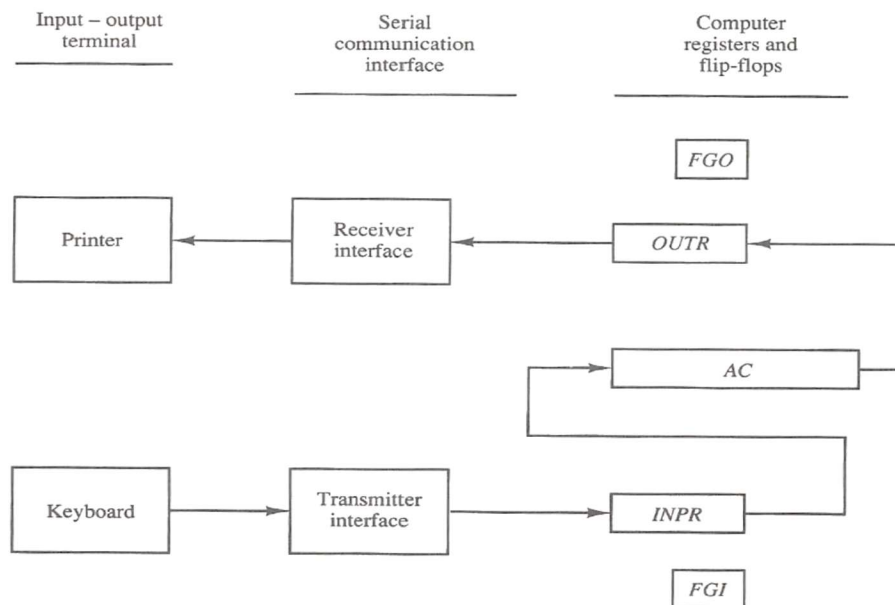 Input – output
terminal
Serial
communication
interface
Computer
registers and
flip-flops
FGO
Printer
Receiver
interface
OUTR
AC
Keyboard
Transmitter
interface
INPR
FGI